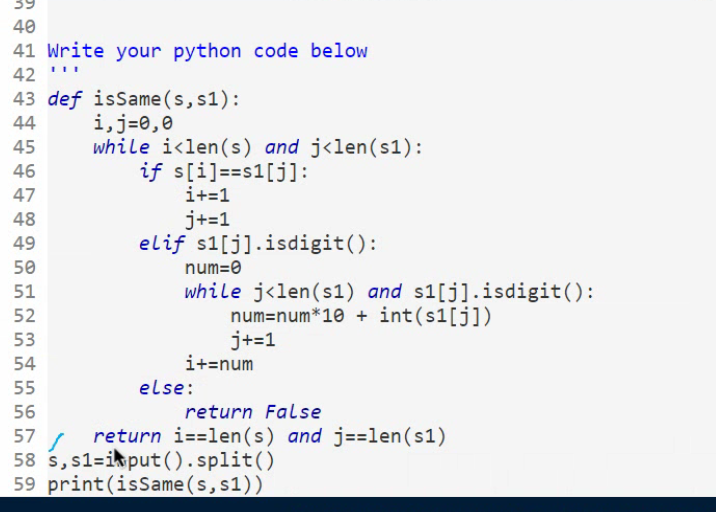 39
40
41 Write your python code below
42 '''
43 def isSame(s,s1):
44     i,j=0,0
45     while i<len(s) and j<len(s1):
46         if s[i]==s1[j]:
47             i+=1
48             j+=1
49         elif s1[j].isdigit():
50             num=0
51             while j<len(s1) and s1[j].isdigit():
52                 num=num*10 + int(s1[j])
53                 j+=1
54             i+=num
55         else:
56             return False
57     return i==len(s) and j==len(s1)
58 s,s1=input().split()
59 print(isSame(s,s1))